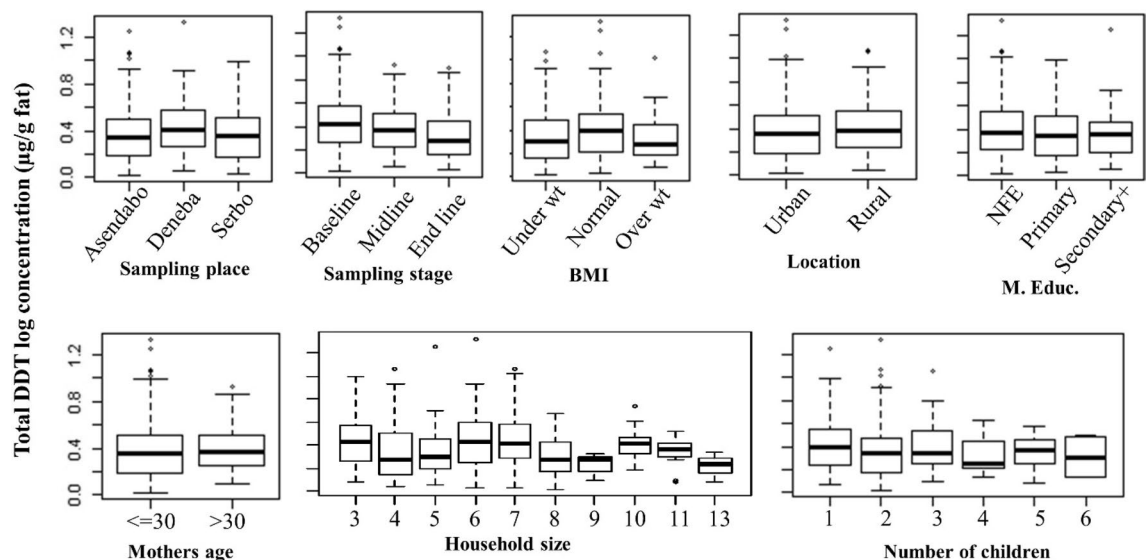 Total DDT log concentration (µg/g fat)
0.0 0.4 0.8 1.2
Asendabo Deneba Serbo
Sampling place
Baseline Midline End line
Sampling stage
Under wt Normal Over wt
BMI
Urban Rural
Location
NFE Primary Secondary+
M. Educ.
0.0 0.4 0.8 1.2
<=30 >30
Mothers age
3 4 5 6 7 8 9 10 11 13
Household size
1 2 3 4 5 6
Number of children